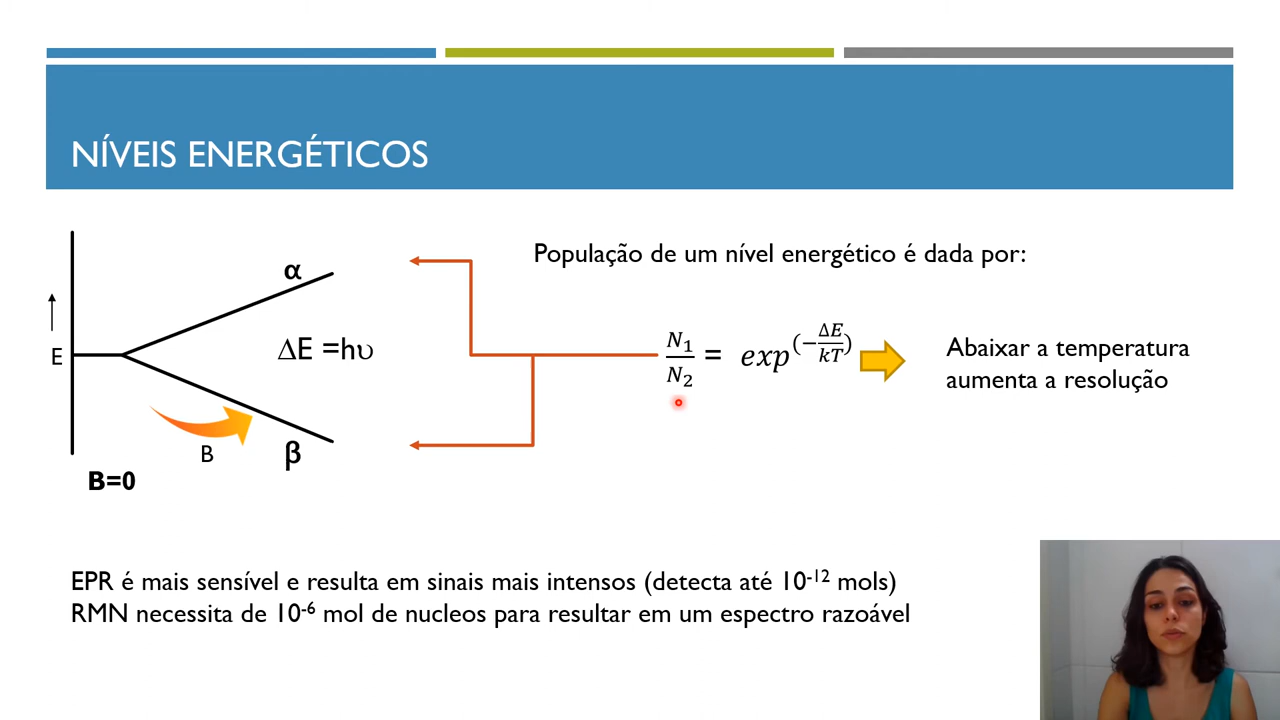 NÍVEIS ENERGÉTICOS
População de um nível energético é dada por:
α
E
ΔE =hυ
N₁/N₂ = exp^(−ΔE/kT)
Abaixar a temperatura
aumenta a resolução
B
β
B=0
EPR é mais sensível e resulta em sinais mais intensos (detecta até 10⁻¹² mols)
RMN necessita de 10⁻⁶ mol de nucleos para resultar em um espectro razoável